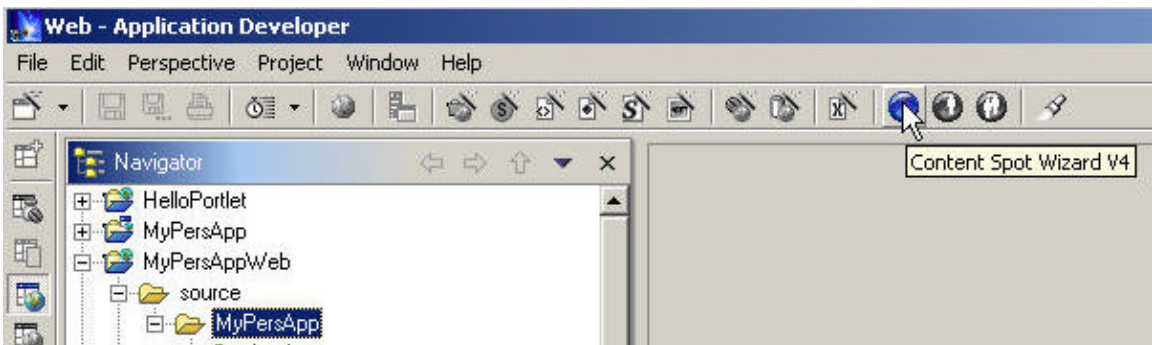 Web - Application Developer
File Edit Perspective Project Window Help
Navigator
Content Spot Wizard V4
HelloPortlet
MyPersApp
MyPersAppWeb
source
MyPersApp